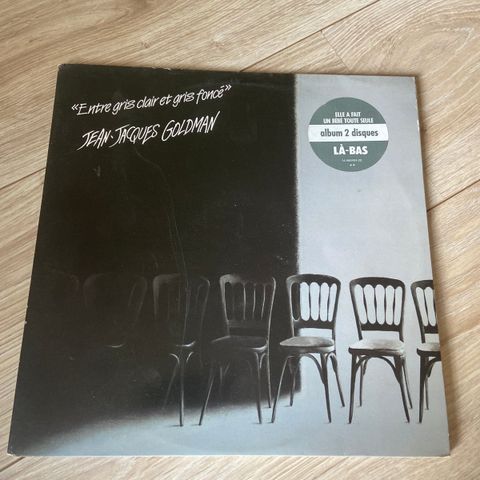 «Entre gris clair et gris foncé»
JEAN-JACQUES GOLDMAN
ELLE A FAIT
UN BÉBÉ TOUTE SEULE
album 2 disques
LÀ-BAS